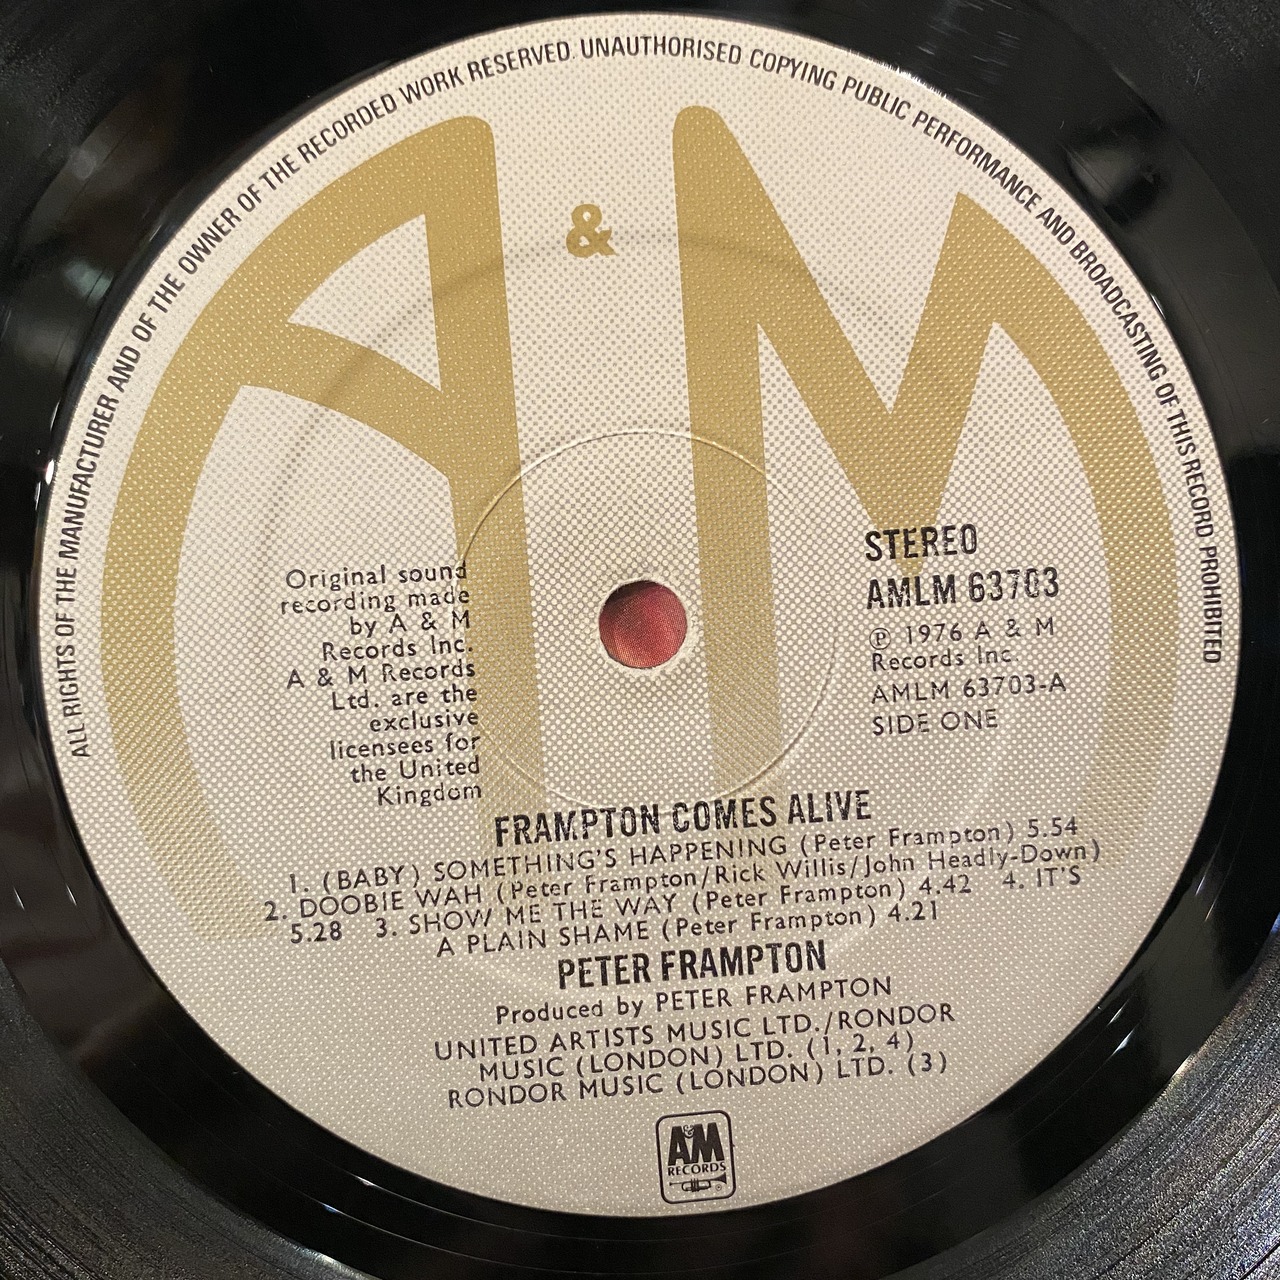 ALL RIGHTS OF THE MANUFACTURER AND OF THE OWNER OF THE RECORDED WORK RESERVED. UNAUTHORISED COPYING PUBLIC PERFORMANCE AND BROADCASTING OF THIS RECORD PROHIBITED
A & M
Original sound
recording made
by A & M
Records Inc.
A & M Records
Ltd. are the
exclusive
licensees for
the United
Kingdom
STEREO
AMLM 63703
℗ 1976 A & M
Records Inc.
AMLM 63703-A
SIDE ONE
FRAMPTON COMES ALIVE
1. (BABY) SOMETHING'S HAPPENING (Peter Frampton) 5.54
2. DOOBIE WAH (Peter Frampton/Rick Willis/John Headly-Down)
5.28 3. SHOW ME THE WAY (Peter Frampton) 4.42 4. IT'S
A PLAIN SHAME (Peter Frampton) 4.21
PETER FRAMPTON
Produced by PETER FRAMPTON
UNITED ARTISTS MUSIC LTD./RONDOR
MUSIC (LONDON) LTD. (1, 2, 4)
RONDOR MUSIC (LONDON) LTD. (3)
A&M
RECORDS
®